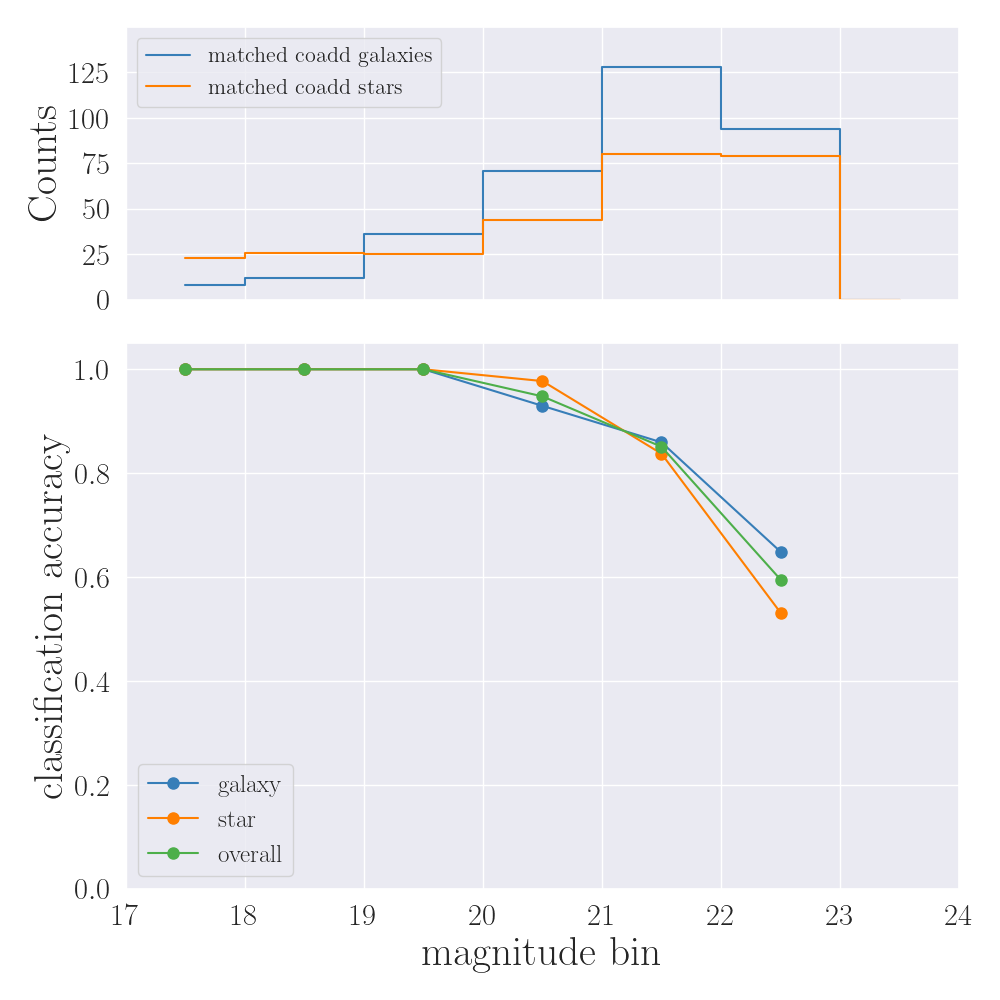 matched coadd galaxies
matched coadd stars
Counts
125
100
75
50
25
0
classification accuracy
1.0
0.8
0.6
0.4
0.2
0.0
galaxy
star
overall
17 18 19 20 21 22 23 24
magnitude bin